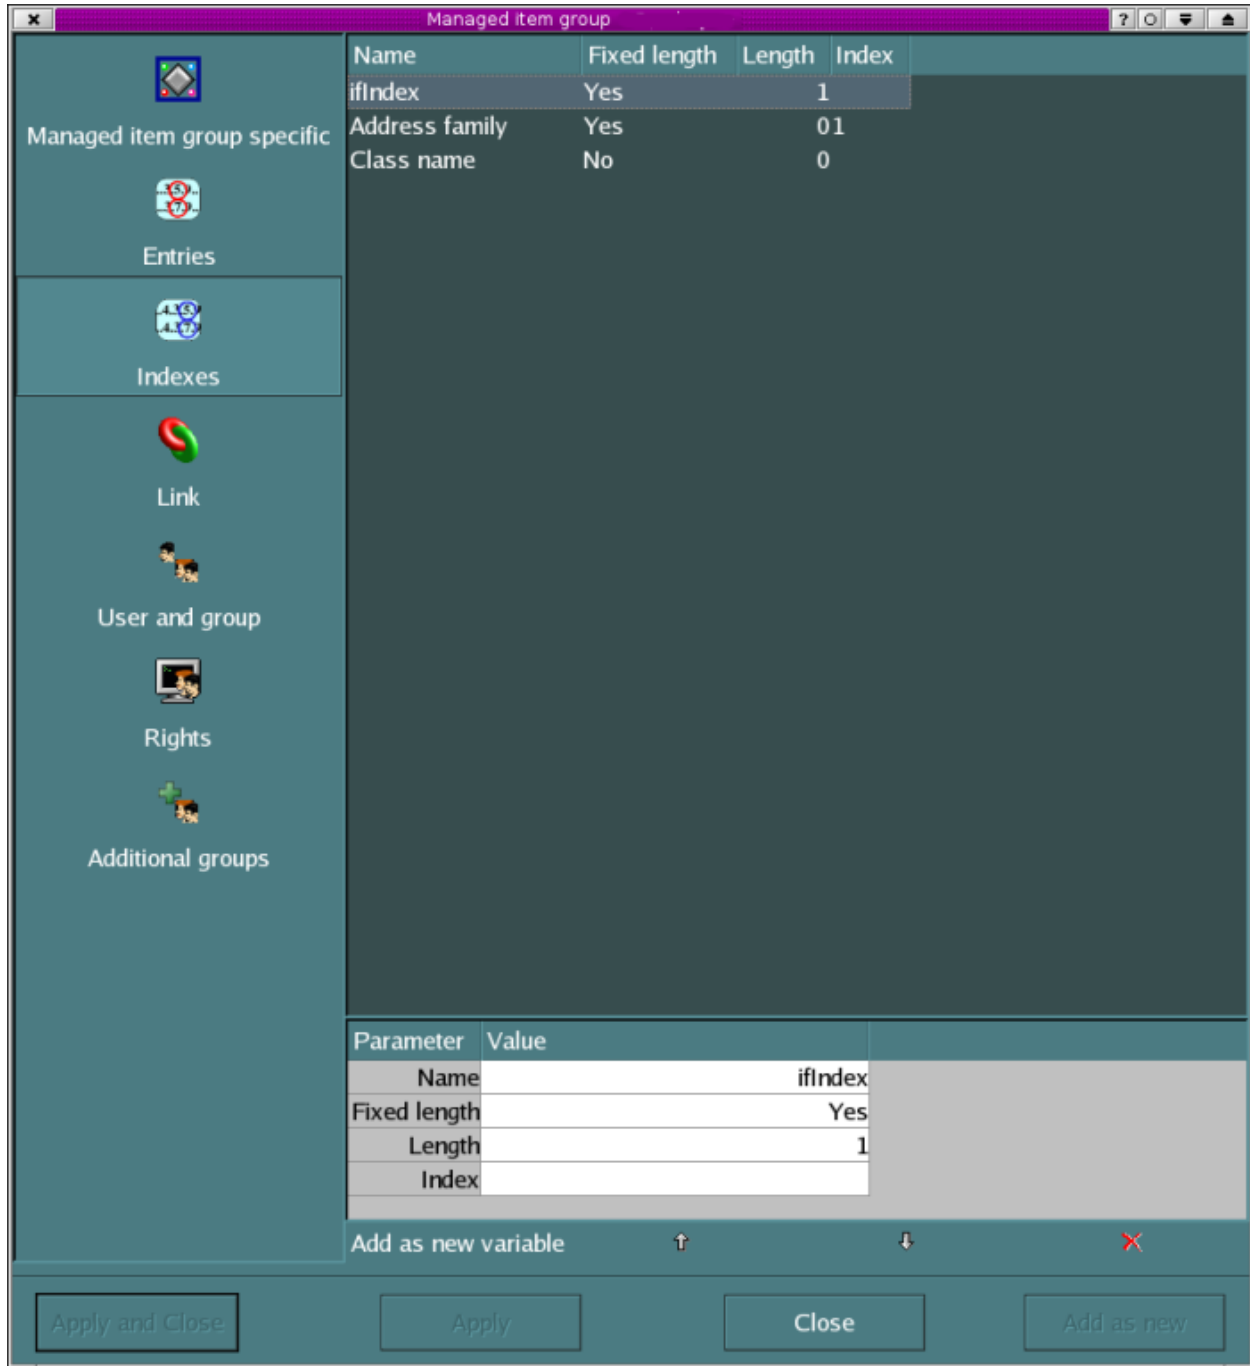 Managed item group
?
Managed item group specific
Entries
Indexes
Link
User and group
Rights
Additional groups
Name Fixed length Length Index
ifIndex Yes 1
Address family Yes 0 1
Class name No 0
Parameter Value
Name ifIndex
Fixed length Yes
Length 1
Index
Add as new variable
Apply and Close Apply Close Add as new